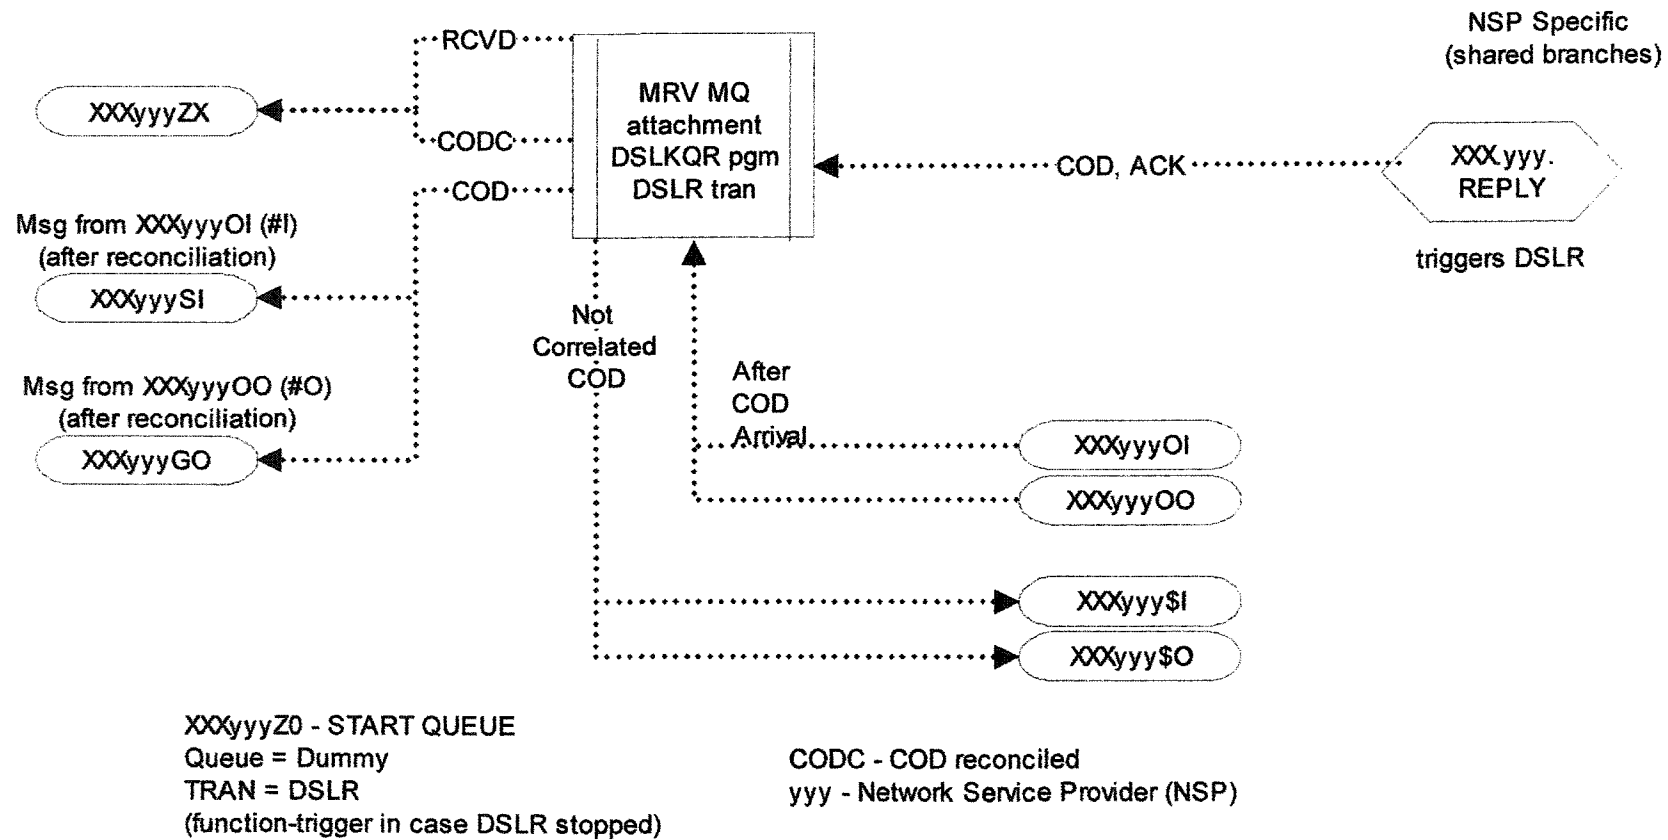 RCVD
NSP Specific
(shared branches)
XXXyyyZX
MRV MQ
attachment
DSLKQR pgm
DSLR tran
CODC
COD
COD, ACK
XXX.yyy.
REPLY
triggers DSLR
Msg from XXXyyyOI (#I)
(after reconciliation)
XXXyyySI
Not
Correlated
COD
After
COD
Arrival
Msg from XXXyyyOO (#O)
(after reconciliation)
XXXyyyGO
XXXyyyOI
XXXyyyOO
XXXyyy$I
XXXyyy$O
XXXyyyZ0 - START QUEUE
Queue = Dummy
TRAN = DSLR
(function-trigger in case DSLR stopped)
CODC - COD reconciled
yyy - Network Service Provider (NSP)